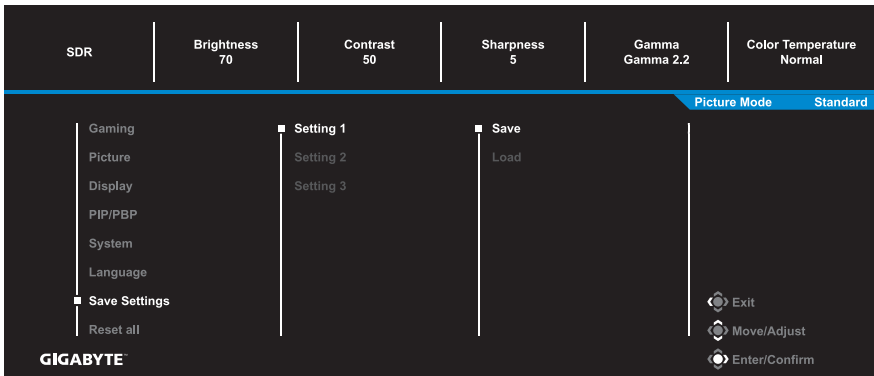 SDR
Brightness
70
Contrast
50
Sharpness
5
Gamma
Gamma 2.2
Color Temperature
Normal
Picture Mode Standard
Gaming
Picture
Display
PIP/PBP
System
Language
Save Settings
Reset all
Setting 1
Setting 2
Setting 3
Save
Load
Exit
Move/Adjust
Enter/Confirm
GIGABYTE™